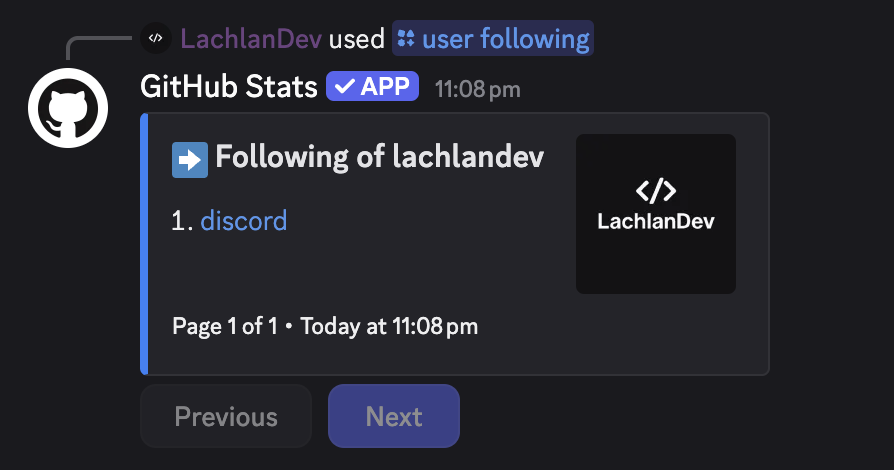 </> LachlanDev used user following
GitHub Stats APP 11:08 pm
Following of lachlandev
1. discord
</>
LachlanDev
Page 1 of 1 • Today at 11:08 pm
Previous Next